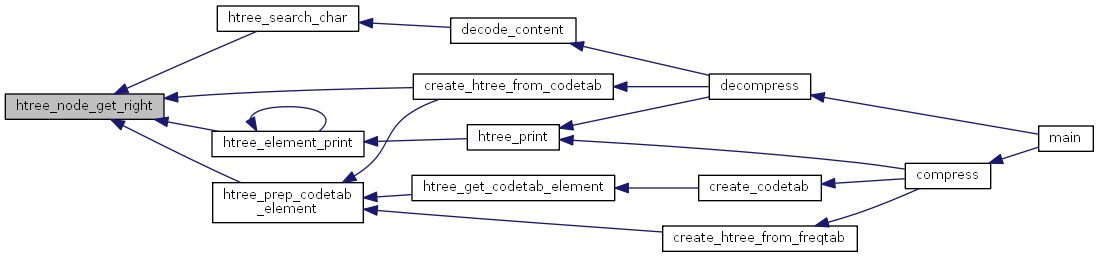 htree_search_char
decode_content
create_htree_from_codetab
decompress
htree_node_get_right
htree_element_print
htree_print
main
compress
htree_prep_codetab
_element
htree_get_codetab_element
create_codetab
create_htree_from_freqtab